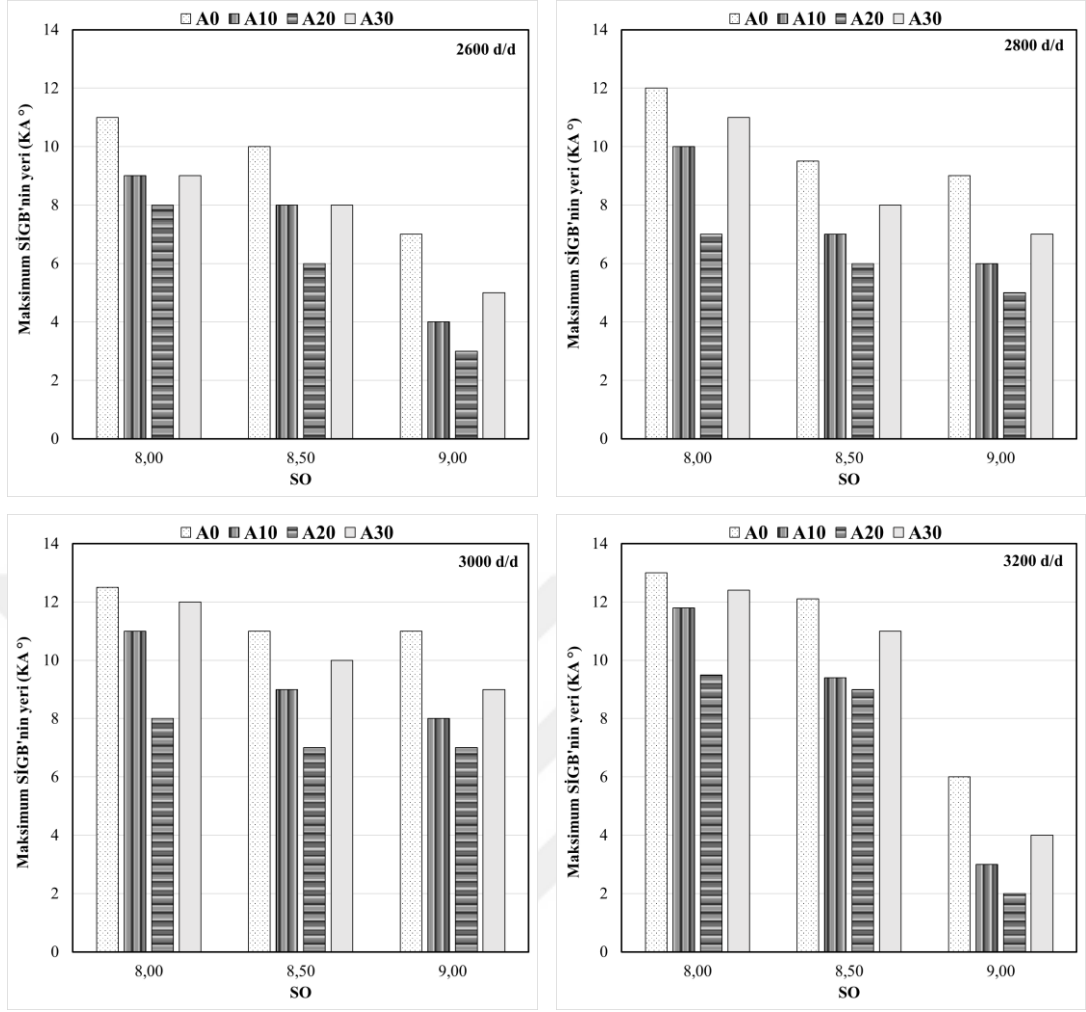 A0 A10 A20 A30
2600 d/d
Maksimum SİGB'nin yeri (KA °)
14
12
10
8
6
4
2
0
8,00 8,50 9,00
SO
A0 A10 A20 A30
2800 d/d
Maksimum SİGB'nin yeri (KA °)
14
12
10
8
6
4
2
0
8,00 8,50 9,00
SO
A0 A10 A20 A30
3000 d/d
Maksimum SİGB'nin yeri (KA °)
14
12
10
8
6
4
2
0
8,00 8,50 9,00
SO
A0 A10 A20 A30
3200 d/d
Maksimum SİGB'nin yeri (KA °)
14
12
10
8
6
4
2
0
8,00 8,50 9,00
SO